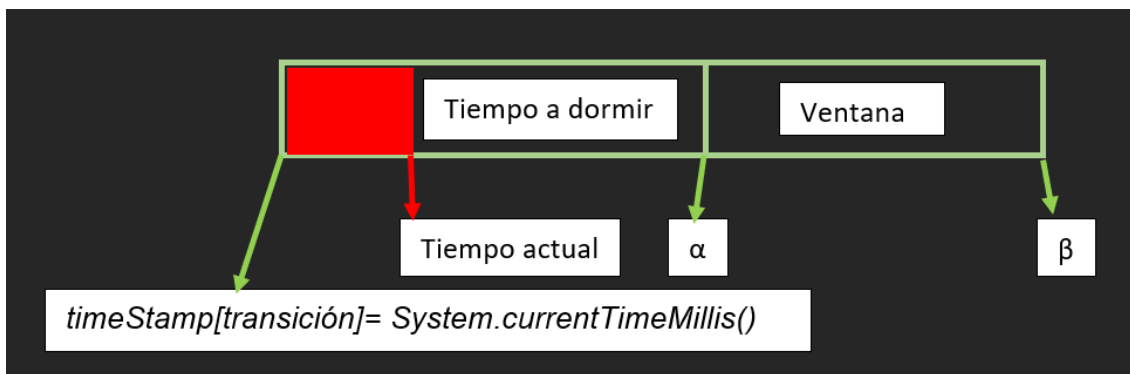 Tiempo a dormir
Ventana
Tiempo actual
α
β
timeStamp[transición]= System.currentTimeMillis()